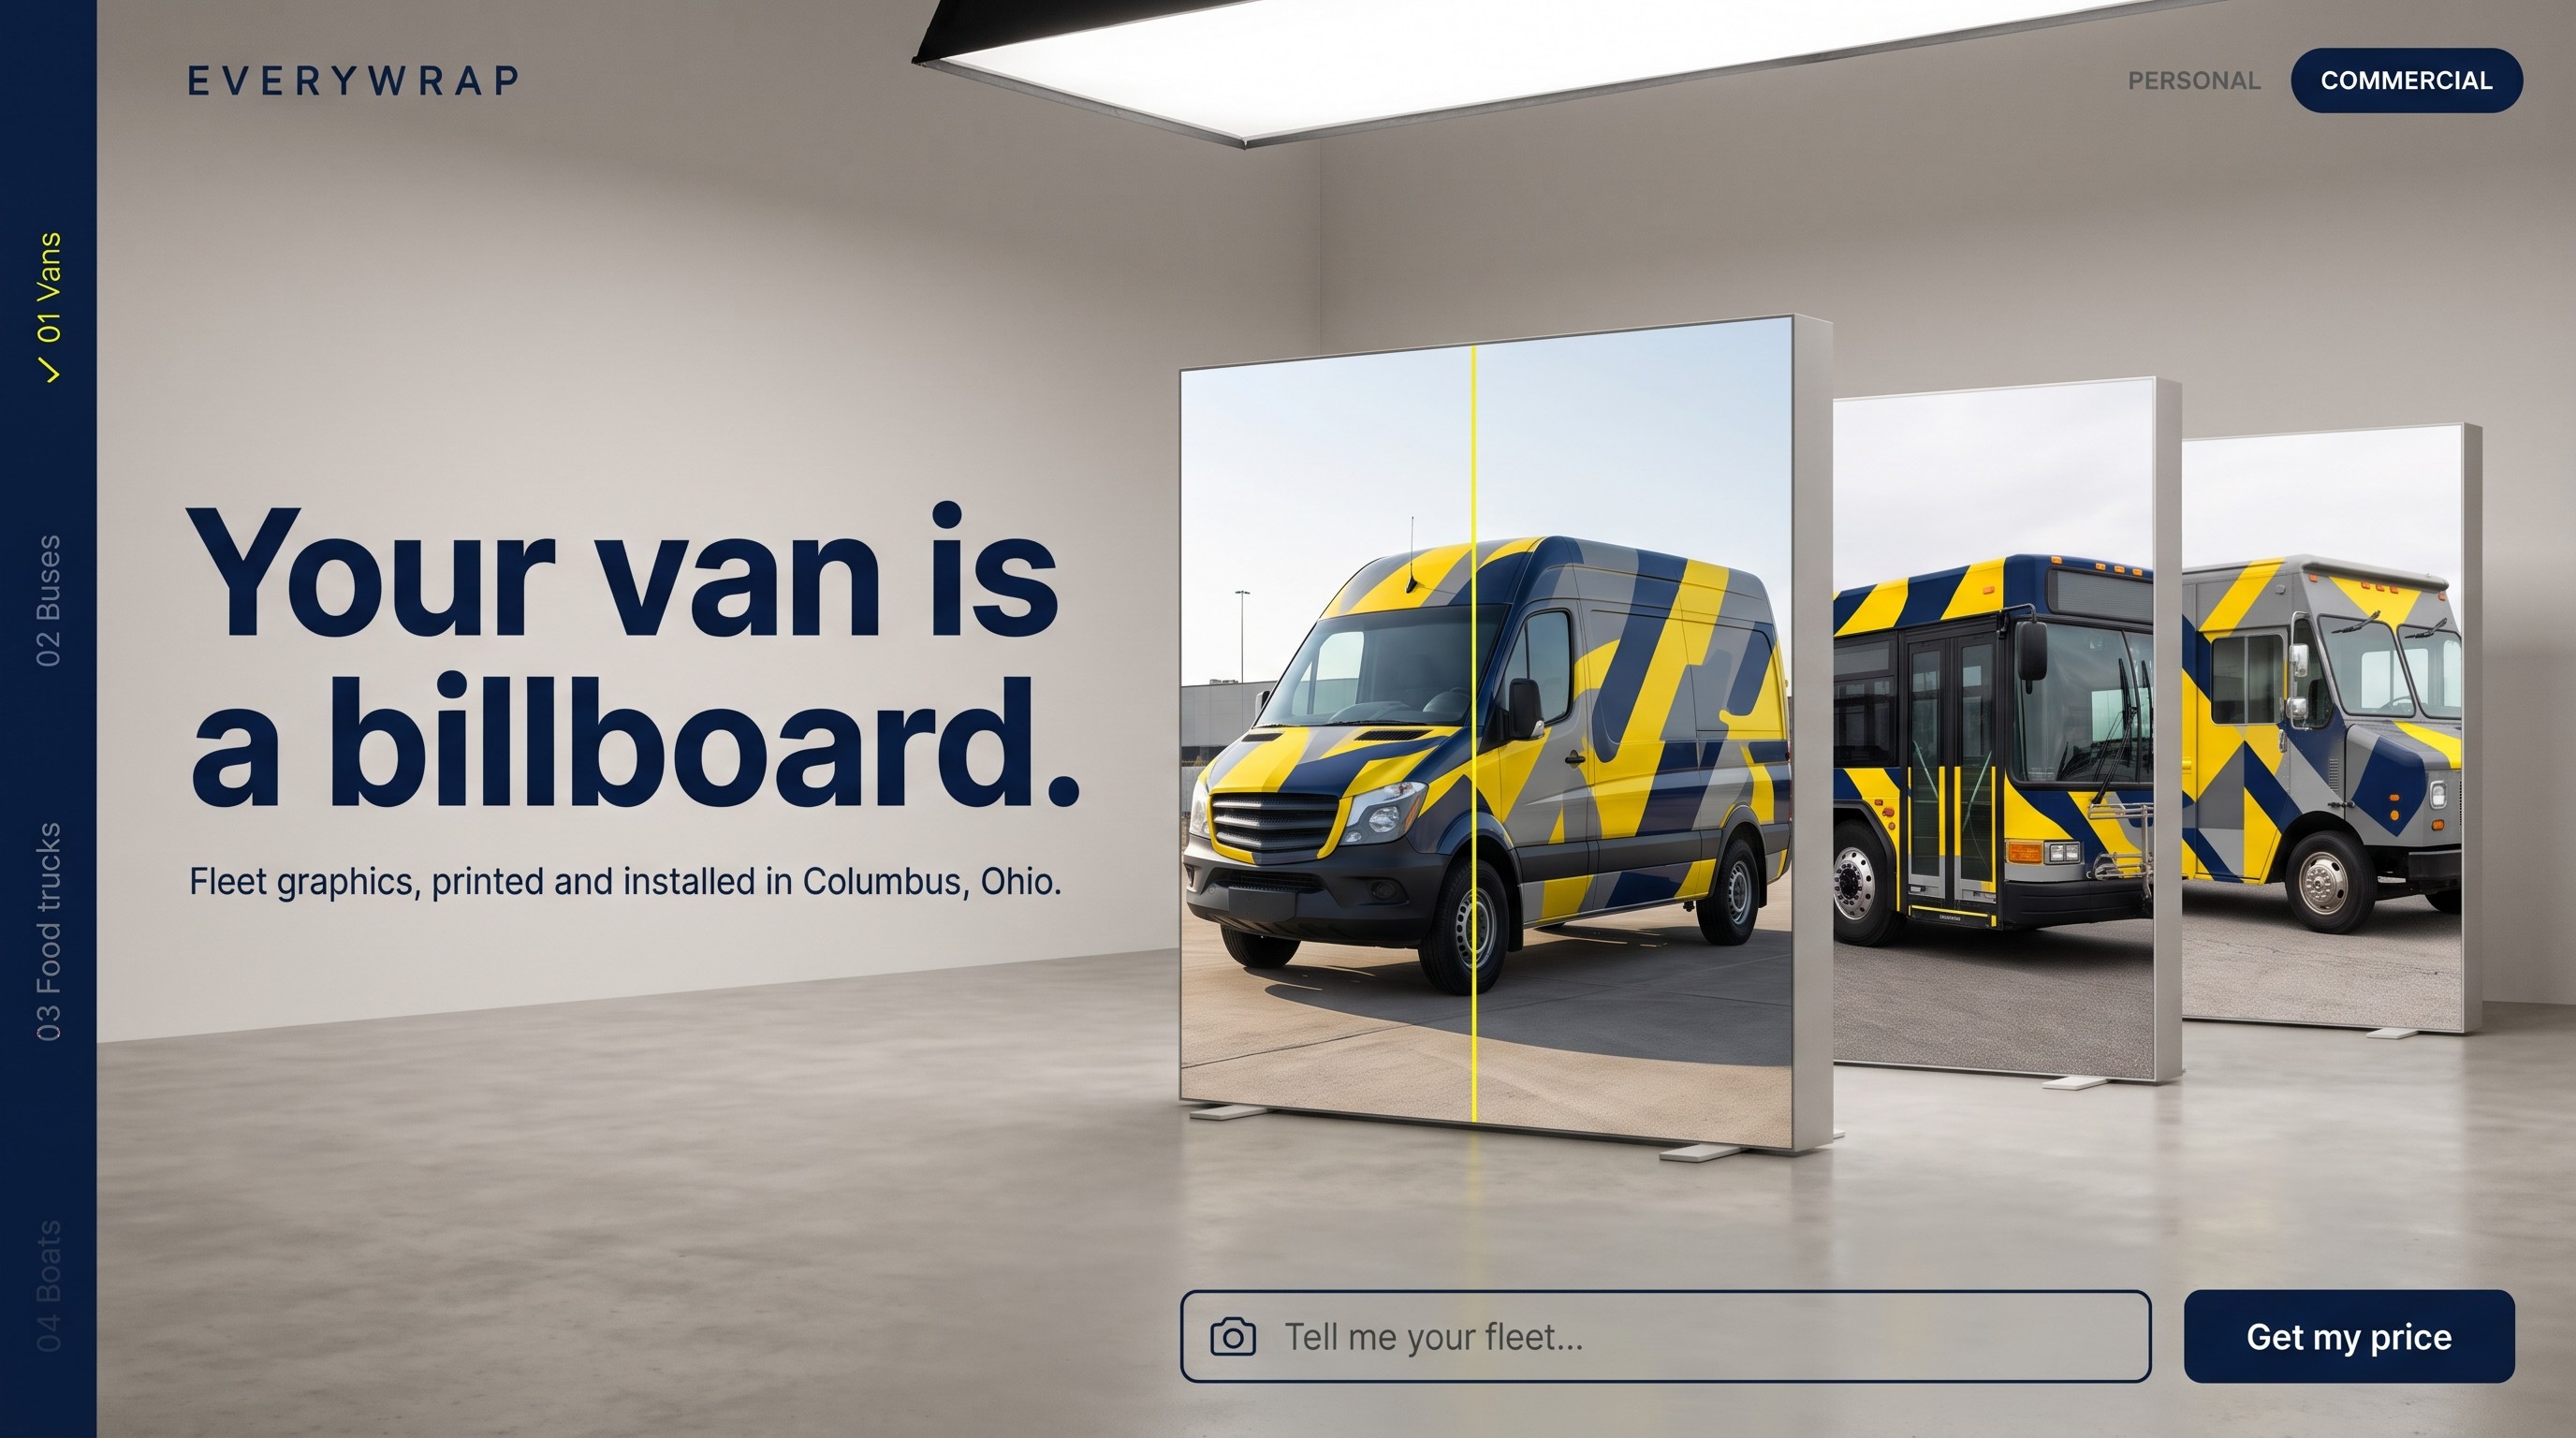 EVERYWRAP
PERSONAL
COMMERCIAL
✓ 01 Vans
02 Buses
03 Food trucks
04 Boats
Your van is
a billboard.
Fleet graphics, printed and installed in Columbus, Ohio.
Tell me your fleet...
Get my price